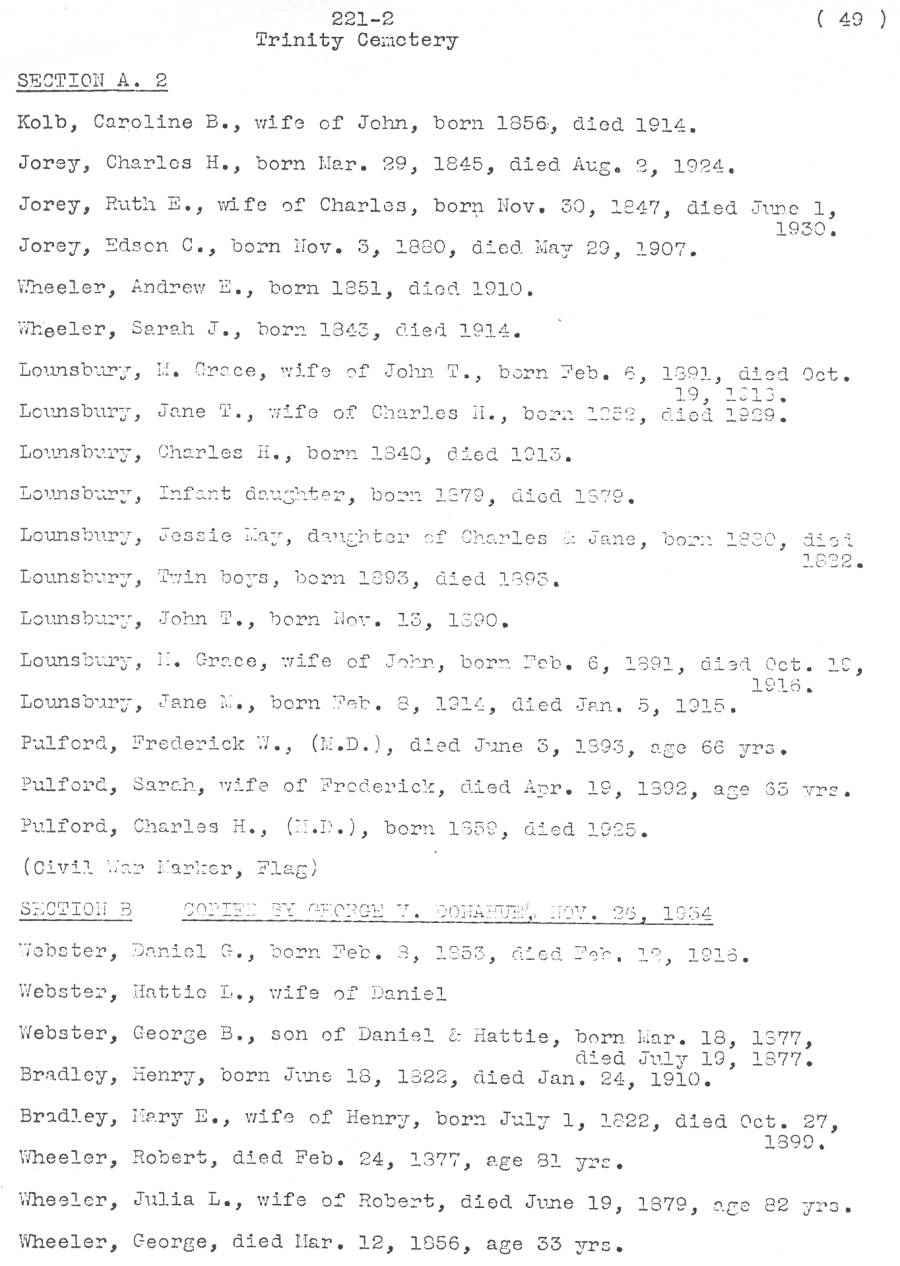 221-2
( 49 )
Trinity Cemetery
SECTION A. 2
Kolb, Caroline B., wife of John, born 1856, died 1914.
Jorey, Charles H., born Mar. 29, 1845, died Aug. 2, 1924.
Jorey, Ruth E., wife of Charles, born Nov. 30, 1847, died June 1,
1930.
Jorey, Edson C., born Nov. 3, 1880, died May 29, 1907.
Wheeler, Andrew E., born 1851, died 1910.
Wheeler, Sarah J., born 1843, died 1914.
Lounsbury, M. Grace, wife of John T., born Feb. 6, 1891, died Oct.
19,
Lounsbury, Jane T., wife of Charles H., born died 1929.
Lounsbury, Charles H., born 1848, died 1913.
Lounsbury, Infant daughter, born 1879, died 1879.
Lounsbury, Jessie May, daughter of Charles & Jane, born 1880, died
1882.
Lounsbury, Twin boys, born 1893, died 1893.
Lounsbury, John T., born Nov. 13, 1890.
Lounsbury, M. Grace, wife of John, born Feb. 6, 1891, died Oct. 19,
1916.
Lounsbury, Jane M., born Feb. 8, 1914, died Jan. 5, 1915.
Pulford, Frederick W., (M.D.), died June 3, 1893, age 66 yrs.
Pulford, Sarah, wife of Frederick, died Apr. 19, 1892, age 63 yrs.
Pulford, Charles H., (M.D.), born 1859, died 1925.
(Civil War Marker, Flag)
SECTION B COPIED BY GEORGE V. DONAHUE, NOV. 26, 1934
Webster, Daniel G., born Feb. 8, 1853, died Feb. 12, 1916.
Webster, Hattie L., wife of Daniel
Webster, George B., son of Daniel & Hattie, born Mar. 18, 1877,
died July 19, 1877.
Bradley, Henry, born June 18, 1822, died Jan. 24, 1910.
Bradley, Mary E., wife of Henry, born July 1, 1822, died Oct. 27,
1899.
Wheeler, Robert, died Feb. 24, 1877, age 81 yrs.
Wheeler, Julia L., wife of Robert, died June 19, 1879, age 82 yrs.
Wheeler, George, died Mar. 12, 1856, age 33 yrs.